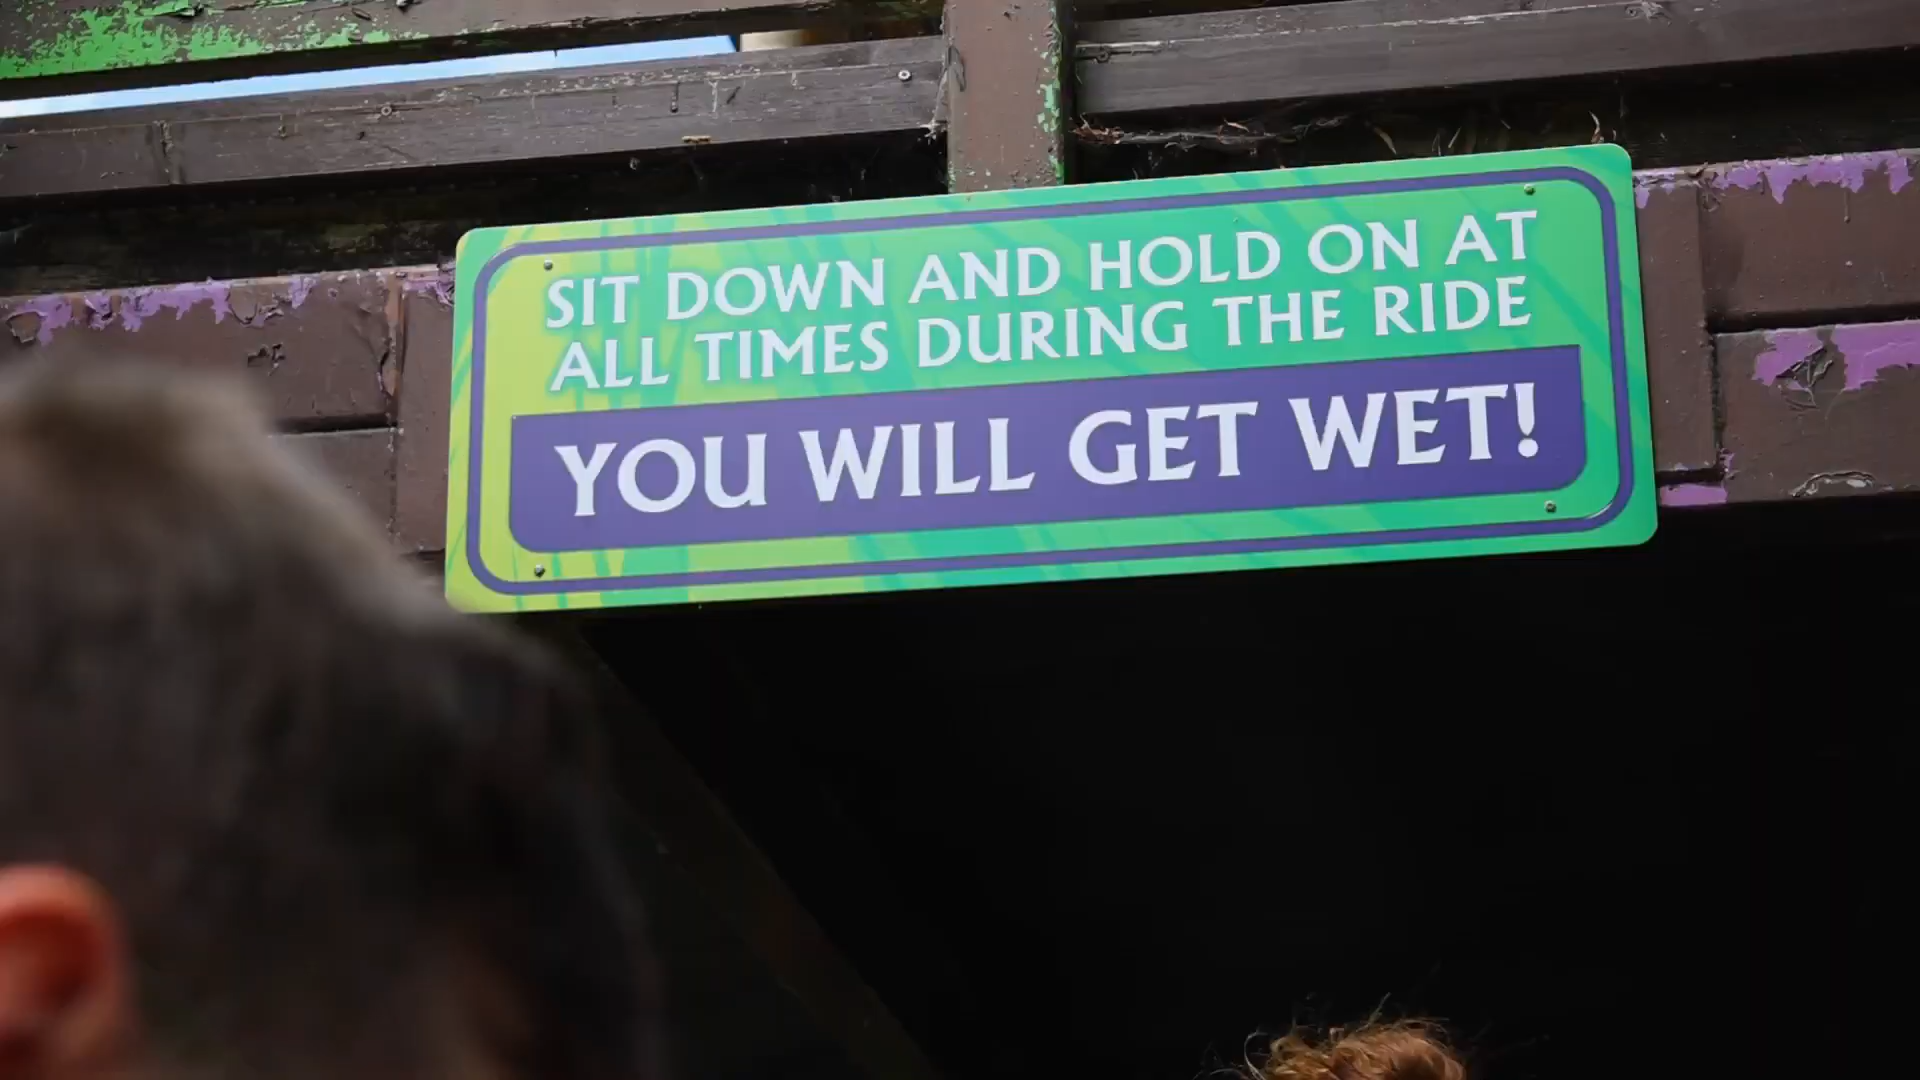 SIT DOWN AND HOLD ON AT
ALL TIMES DURING THE RIDE
YOU WILL GET WET!